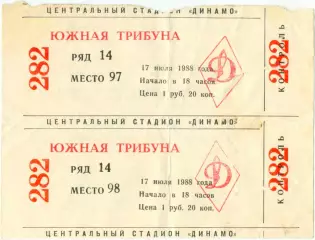 ЦЕНТРАЛЬНЫЙ СТАДИОН «ДИНАМО»
ЮЖНАЯ ТРИБУНА
РЯД 14
МЕСТО 97
17 июля 1988 года
Начало в 18 часов
Цена 1 руб. 20 коп.
282
Д
282
КОНТРОЛЬ
ЦЕНТРАЛЬНЫЙ СТАДИОН «ДИНАМО»
ЮЖНАЯ ТРИБУНА
РЯД 14
МЕСТО 98
17 июля 1988 года
Начало в 18 часов
Цена 1 руб. 20 коп.
282
Д
282
КОНТРОЛЬ
ЦЕНТРАЛЬНЫЙ СТАДИОН «ДИНАМО»